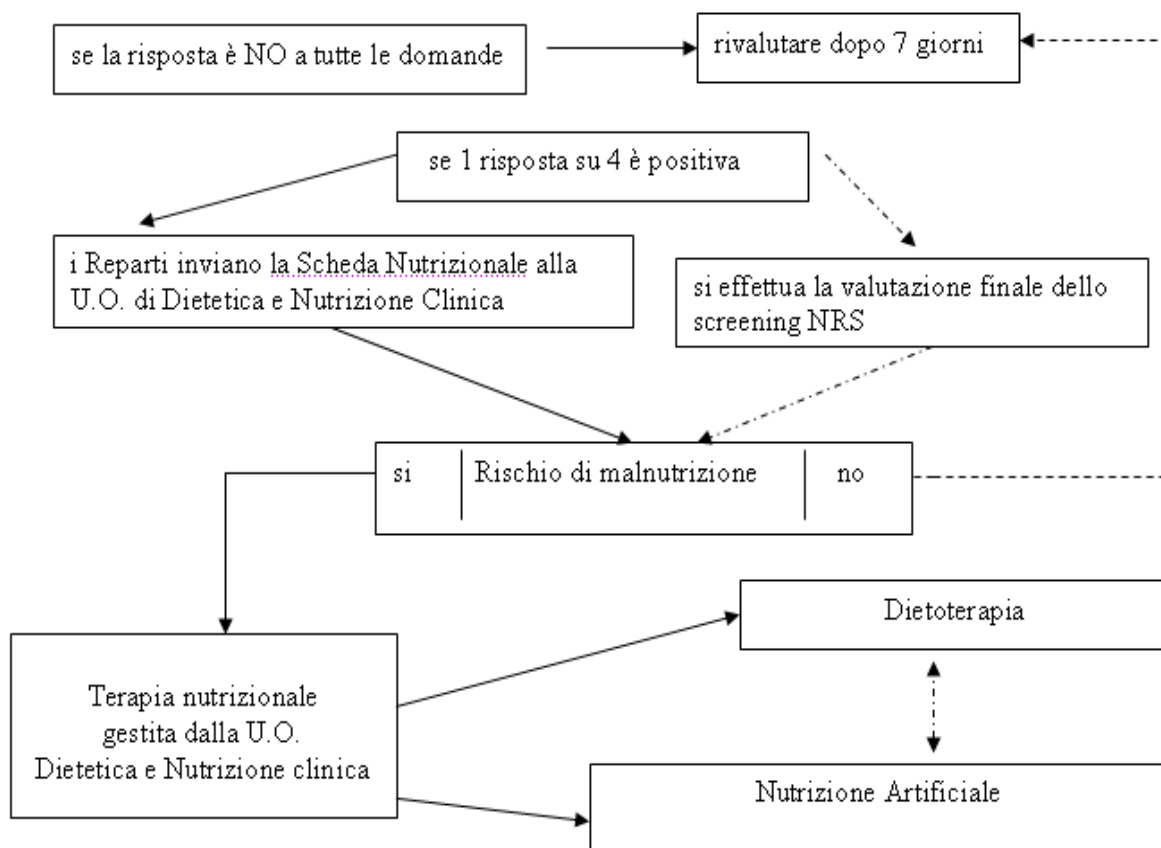 se la risposta è NO a tutte le domande
rivalutare dopo 7 giorni
se 1 risposta su 4 è positiva
i Reparti inviano la Scheda Nutrizionale alla
U.O. di Dietetica e Nutrizione Clinica
si effettua la valutazione finale dello
screening NRS
si
Rischio di malnutrizione
no
Dietoterapia
Terapia nutrizionale
gestita dalla U.O.
Dietetica e Nutrizione clinica
Nutrizione Artificiale